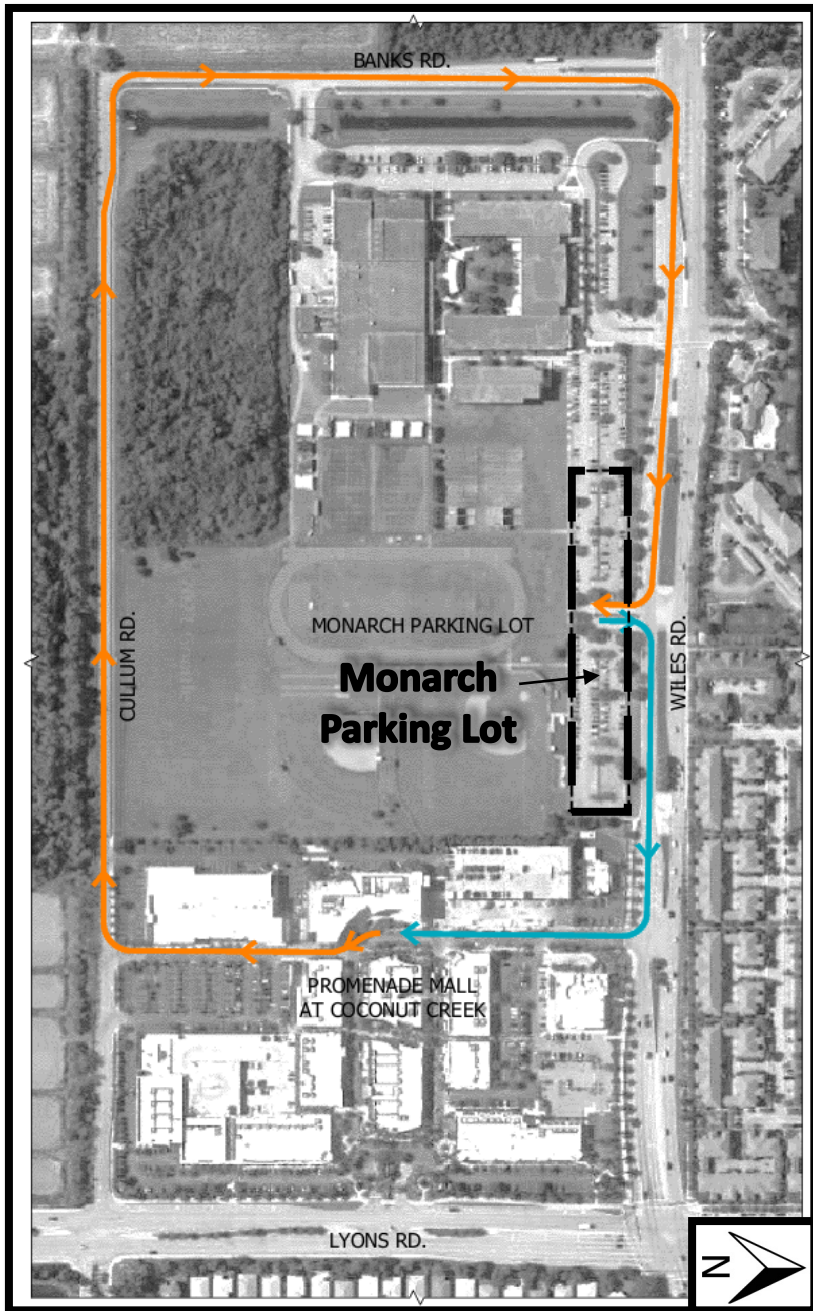 BANKS RD.
CULLUM RD.
MONARCH PARKING LOT
WILES RD.
Monarch
Parking Lot
PROMENADE MALL
AT COCONUT CREEK
LYONS RD.
N